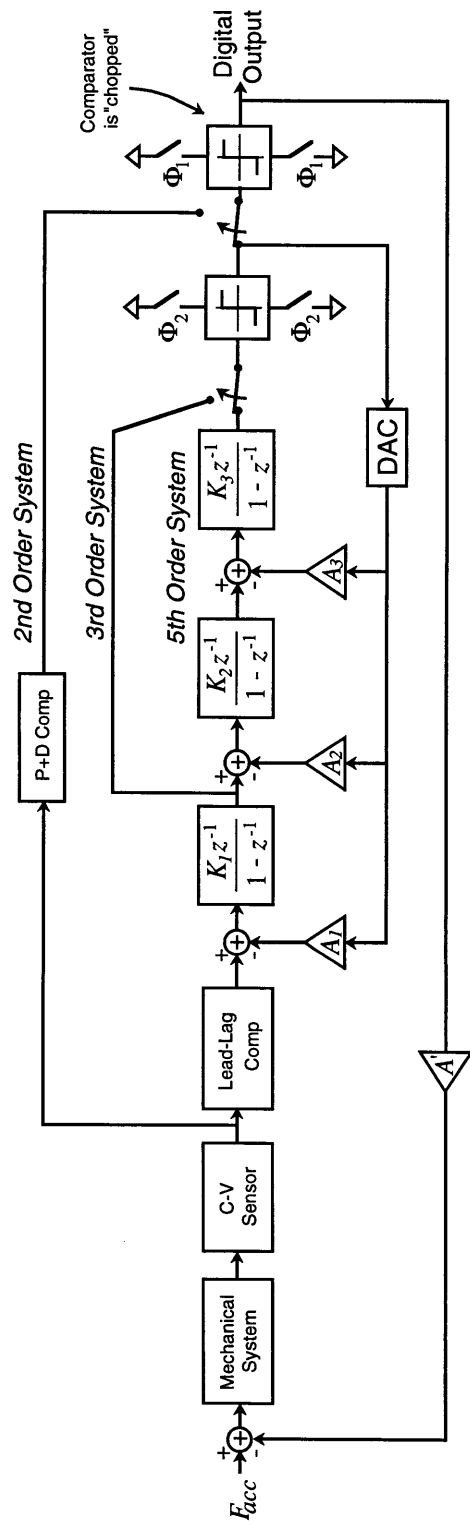 2nd Order System
3rd Order System
5th Order System
Comparator
is "chopped"
P+D Comp
Φ2
Φ1
F_acc
+
-
Mechanical
System
C-V
Sensor
Lead-Lag
Comp
+
-
K1z^-1
1 - z^-1
+
-
K2z^-1
1 - z^-1
+
-
K3z^-1
1 - z^-1
Digital
Output
Φ2
Φ1
A1
A2
A3
DAC
A'